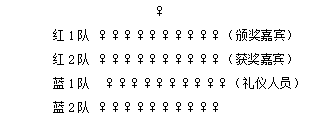 ♀
红1队 ♀ ♀ ♀ ♀ ♀ ♀ ♀ ♀ ♀ ♀（颁奖嘉宾）
红2队 ♀ ♀ ♀ ♀ ♀ ♀ ♀ ♀ ♀ ♀（获奖嘉宾）
蓝1队 ♀ ♀ ♀ ♀ ♀ ♀ ♀ ♀ ♀ ♀（礼仪人员）
蓝2队 ♀ ♀ ♀ ♀ ♀ ♀ ♀ ♀ ♀ ♀